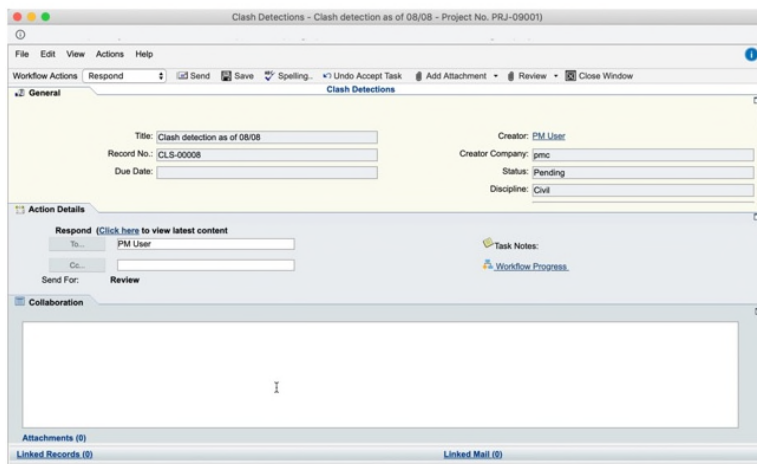 Clash Detections - Clash detection as of 08/08 - Project No. PRJ-09001)
File Edit View Actions Help
Workflow Actions Respond Send Save Spelling.. Undo Accept Task Add Attachment Review Close Window
General Clash Detections
Title: Clash detection as of 08/08 Creator: PM User
Record No.: CLS-00008 Creator Company: pmc
Due Date: Status: Pending
Discipline: Civil
Action Details
Respond (Click here to view latest content
To... PM User Task Notes:
Cc... Workflow Progress
Send For: Review
Collaboration
Attachments (0)
Linked Records (0) Linked Mail (0)